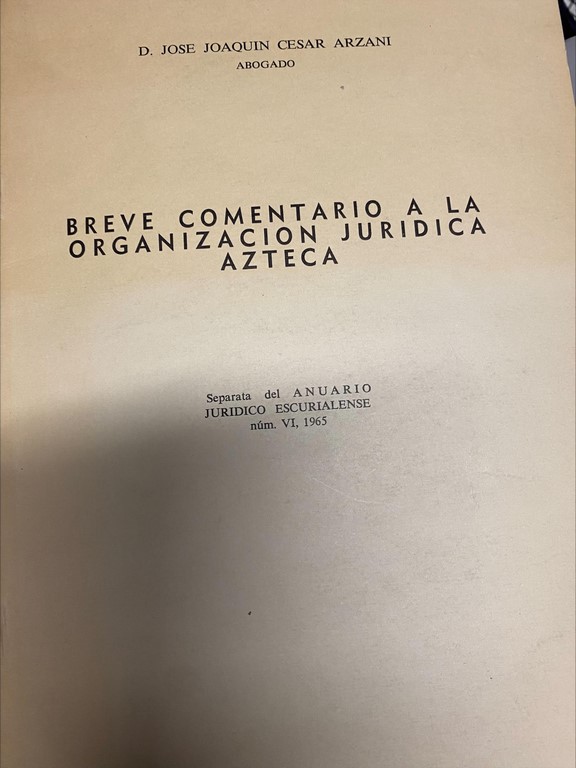 D. JOSE JOAQUIN CESAR ARZANI
ABOGADO
BREVE COMENTARIO A LA
ORGANIZACION JURIDICA
AZTECA
Separata del ANUARIO
JURIDICO ESCURIALENSE
núm. VI, 1965